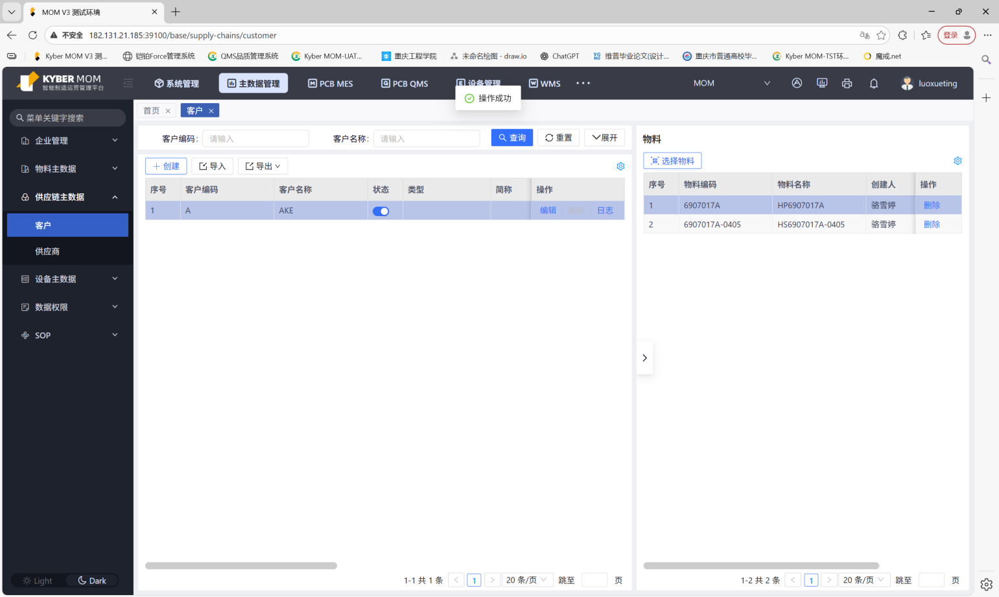 MOM V3 测试环境
不安全 182.131.21.185:39100/base/supply-chains/customer
登录
Kyber MOM V3 测... 铠铂Force管理系统 QMS品质管理系统 Kyber MOM-UAT... 重庆工程学院 未命名绘图 - draw.io ChatGPT 维普毕业论文(设计... 重庆市普通高校毕... Kyber MOM-TST环... 魔戒.net
KYBER MOM
智能制造运营管理平台
系统管理 主数据管理 PCB MES PCB QMS 设备管理 WMS MOM luoxueting
操作成功
菜单关键字搜索
企业管理
物料主数据
供应链主数据
客户
供应商
设备主数据
数据权限
SOP
Light Dark
首页 客户
客户编码: 请输入 客户名称: 请输入 查询 重置 展开
创建 导入 导出
序号 客户编码 客户名称 状态 类型 简称 操作
1 A AKE 编辑 删除 日志
1-1 共 1 条 1 20 条/页 跳至 页
物料
选择物料
序号 物料编码 物料名称 创建人 操作
1 6907017A HP6907017A 骆雪婷 删除
2 6907017A-0405 HS6907017A-0405 骆雪婷 删除
1-2 共 2 条 1 20 条/页 跳至 页